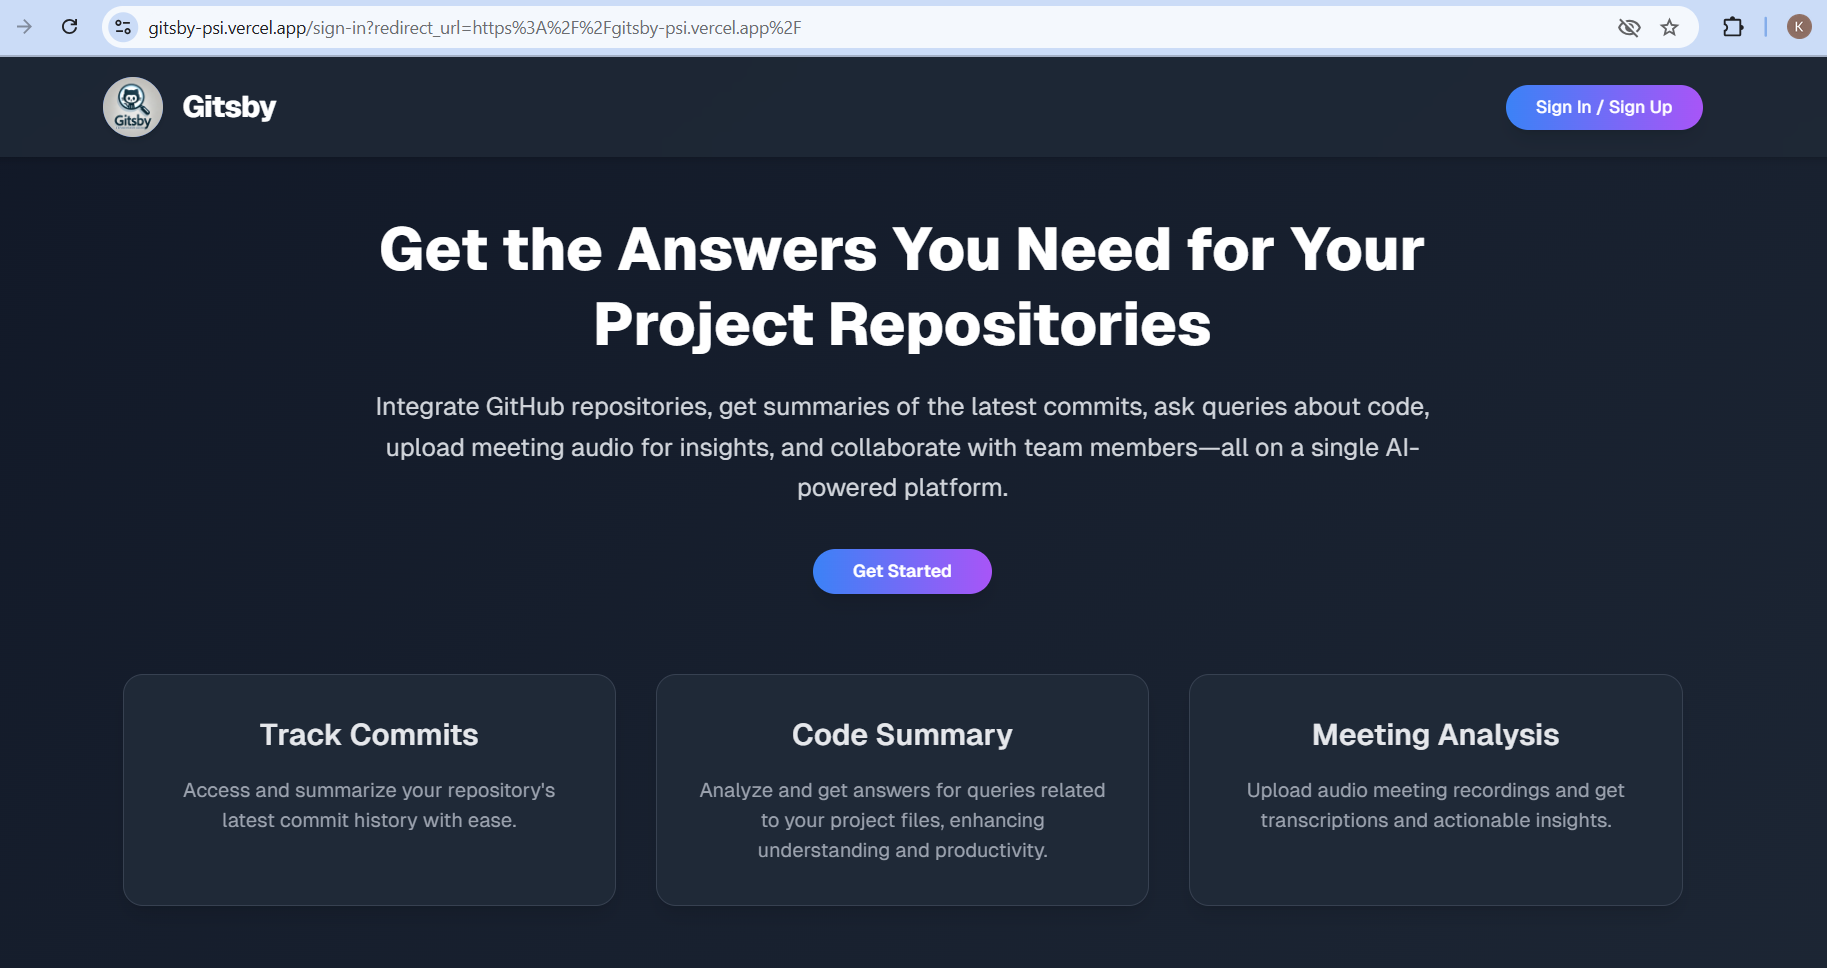 gitsby-psi.vercel.app/sign-in?redirect_url=https%3A%2F%2Fgitsby-psi.vercel.app%2F
K
Gitsby
Gitsby
Sign In / Sign Up
Get the Answers You Need for Your
Project Repositories
Integrate GitHub repositories, get summaries of the latest commits, ask queries about code,
upload meeting audio for insights, and collaborate with team members—all on a single AI-
powered platform.
Get Started
Track Commits
Access and summarize your repository's
latest commit history with ease.
Code Summary
Analyze and get answers for queries related
to your project files, enhancing
understanding and productivity.
Meeting Analysis
Upload audio meeting recordings and get
transcriptions and actionable insights.